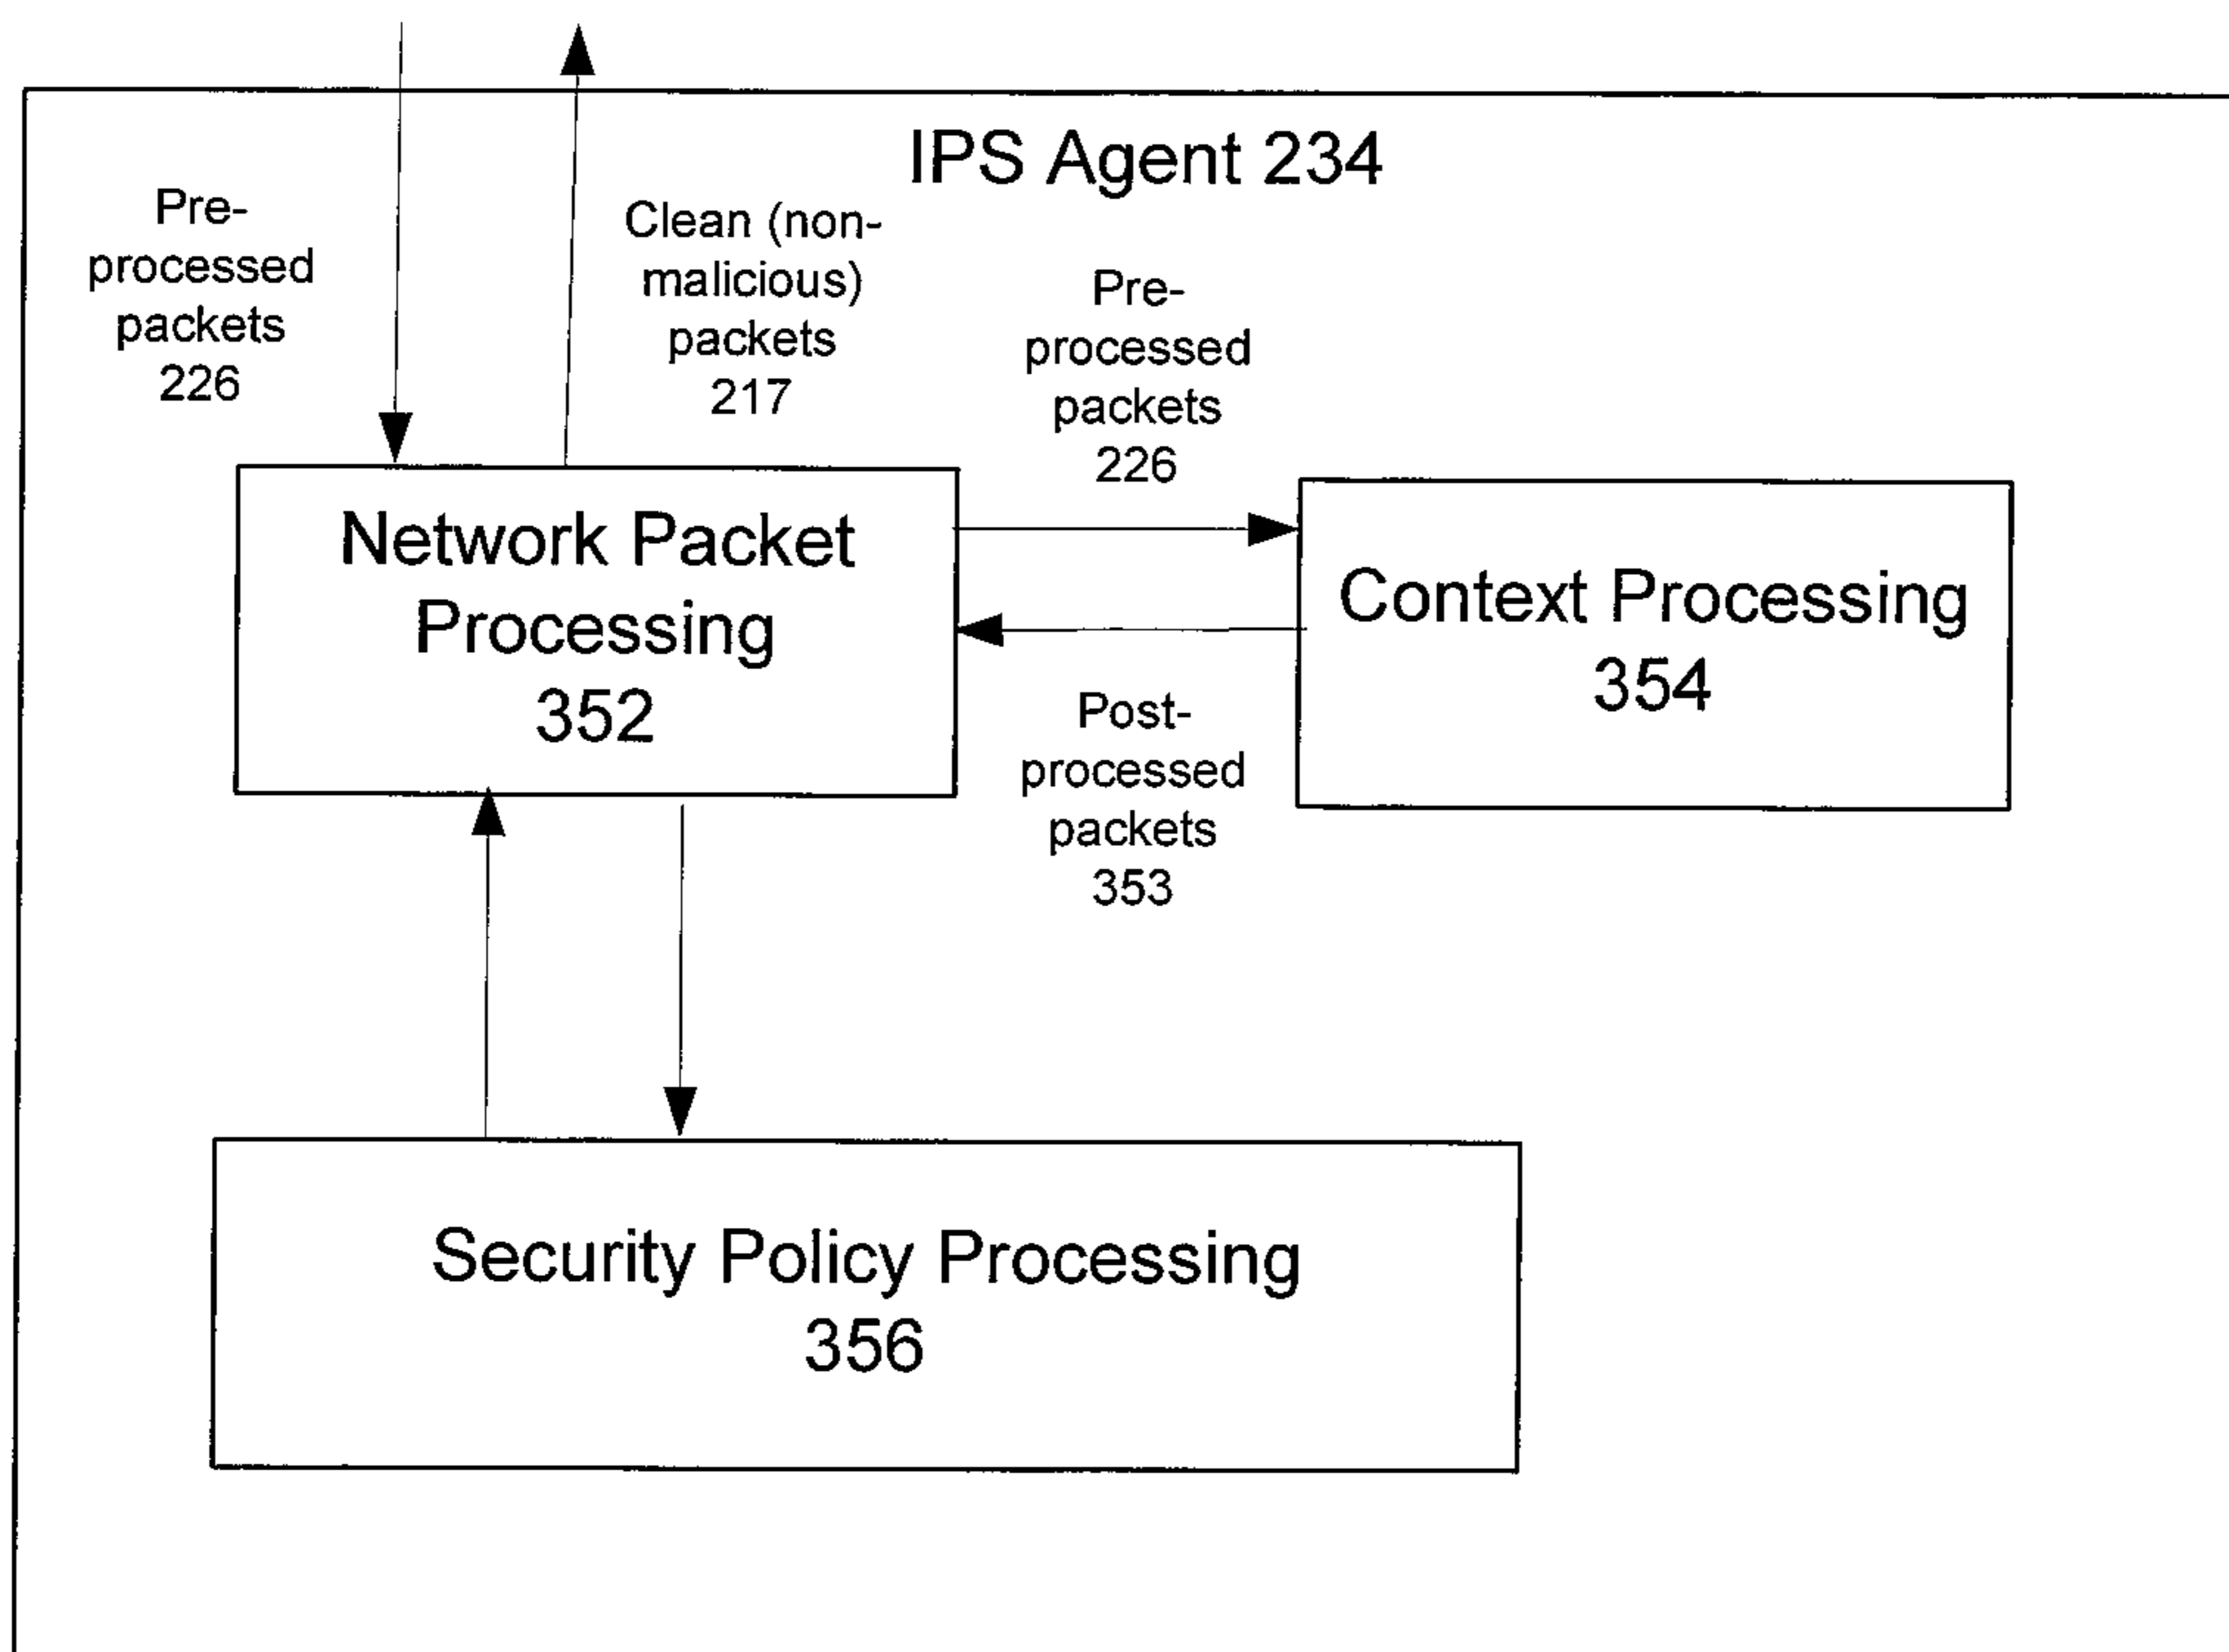 IPS Agent 234
Pre-
processed
packets
226
Clean (non-
malicious)
packets
217
Pre-
processed
packets
226
Network Packet
Processing
352
Context Processing
354
Post-
processed
packets
353
Security Policy Processing
356